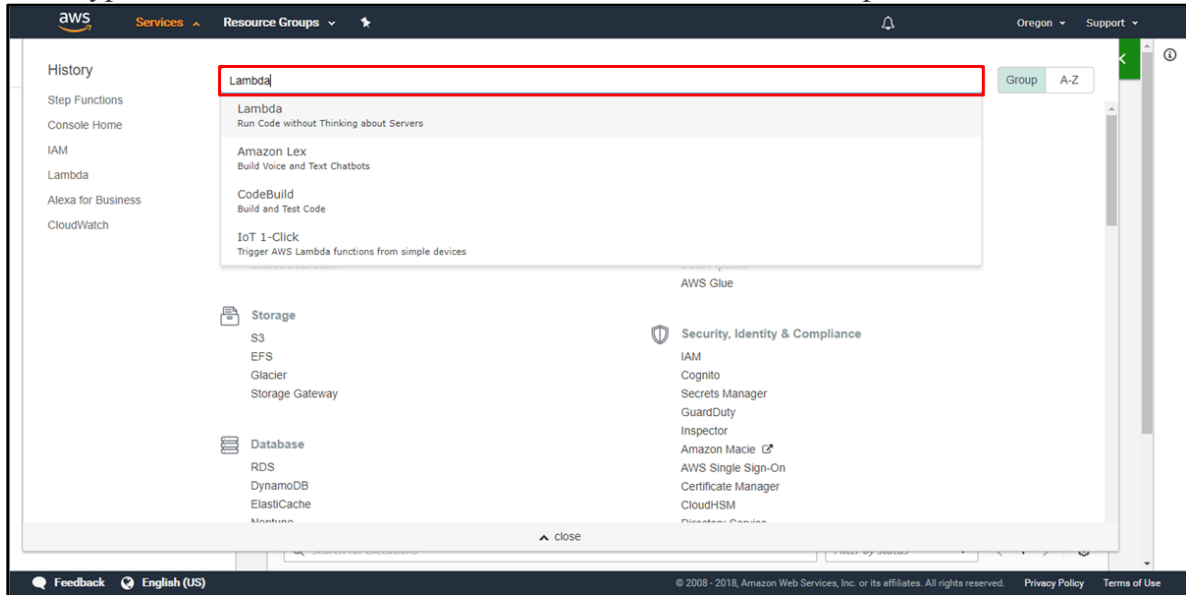 aws Services Resource Groups Oregon Support
History
Lambda
Group A-Z
Step Functions
Console Home
IAM
Lambda
Alexa for Business
CloudWatch
Lambda
Run Code without Thinking about Servers
Amazon Lex
Build Voice and Text Chatbots
CodeBuild
Build and Test Code
IoT 1-Click
Trigger AWS Lambda functions from simple devices
AWS Glue
Storage
S3
EFS
Glacier
Storage Gateway
Security, Identity & Compliance
IAM
Cognito
Secrets Manager
GuardDuty
Inspector
Amazon Macie
AWS Single Sign-On
Certificate Manager
CloudHSM
Database
RDS
DynamoDB
ElastiCache
close
Feedback English (US) © 2008 - 2018, Amazon Web Services, Inc. or its affiliates. All rights reserved. Privacy Policy Terms of Use